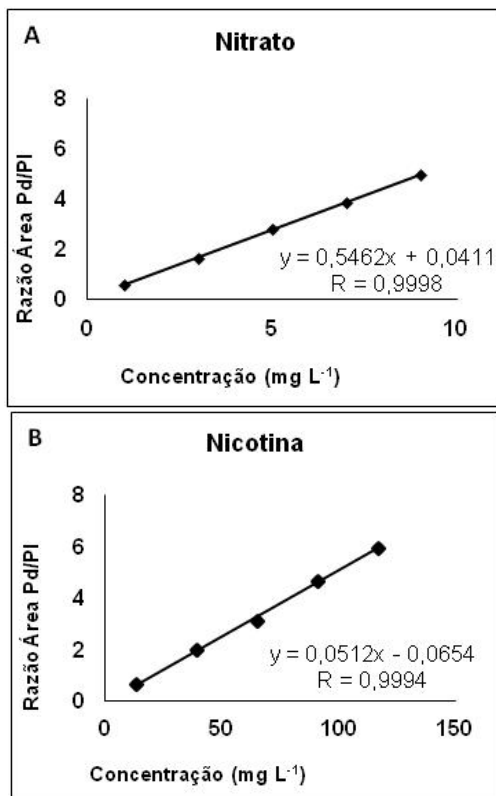 A
Nitrato
8
6
4
2
0
Razão Área Pd/PI
y = 0,5462x + 0,0411
R = 0,9998
0 5 10
Concentração (mg L⁻¹)
B
Nicotina
8
6
4
2
0
Razão Área Pd/PI
y = 0,0512x - 0,0654
R = 0,9994
0 50 100 150
Concentração (mg L⁻¹)